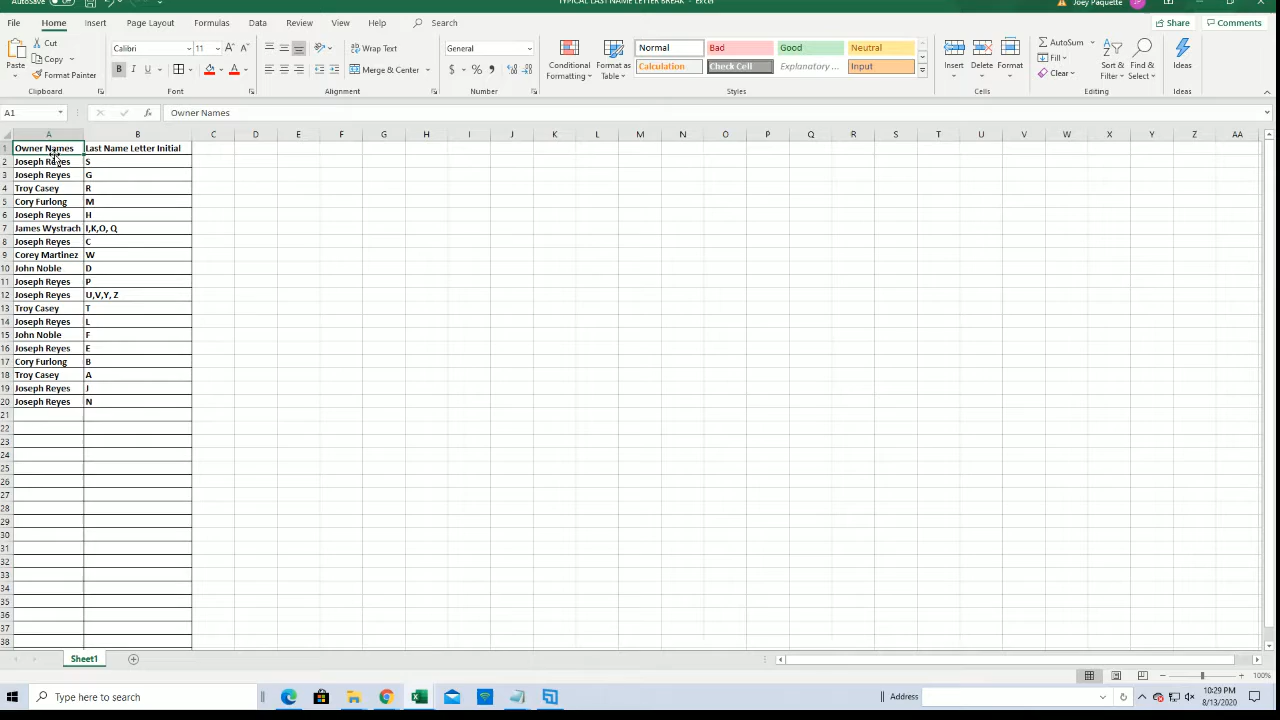 AutoSave
TYPICAL LAST NAME LETTER BREAK - Excel
Joey Paquette
JP
File Home Insert Page Layout Formulas Data Review View Help Search
Share Comments
Cut
Copy
Format Painter
Paste
Clipboard
Calibri 11
B
Font
Wrap Text
Merge & Center
Alignment
General
$ % ,
Number
Conditional Formatting
Format as Table
Normal Bad Good Neutral
Calculation Check Cell Explanatory ... Input
Styles
Insert Delete Format
Cells
AutoSum
Fill
Clear
Sort & Filter
Find & Select
Editing
Ideas
Ideas
A1 fx Owner Names
A B C D E F G H I J K L M N O P Q R S T U V W X Y Z AA
1 Owner Names Last Name Letter Initial
2 Joseph Reyes S
3 Joseph Reyes G
4 Troy Casey R
5 Cory Furlong M
6 Joseph Reyes H
7 James Wystrach I,K,O, Q
8 Joseph Reyes C
9 Corey Martinez W
10 John Noble D
11 Joseph Reyes P
12 Joseph Reyes U,V,Y, Z
13 Troy Casey T
14 Joseph Reyes L
15 John Noble F
16 Joseph Reyes E
17 Cory Furlong B
18 Troy Casey A
19 Joseph Reyes J
20 Joseph Reyes N
21
22
23
24
25
26
27
28
29
30
31
32
33
34
35
36
37
38
Sheet1
100%
Type here to search
Address
10:29 PM
8/13/2020